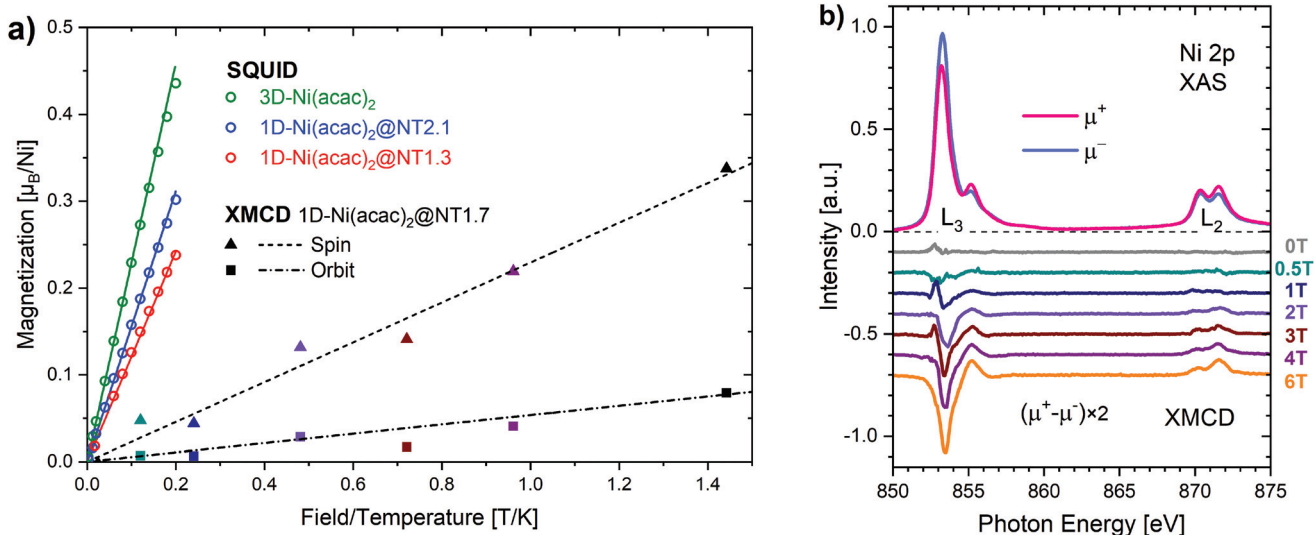 a)
0.5
0.4
0.3
0.2
0.1
0.0
Magnetization [μB/Ni]
SQUID
3D-Ni(acac)2
1D-Ni(acac)2@NT2.1
1D-Ni(acac)2@NT1.3
XMCD 1D-Ni(acac)2@NT1.7
Spin
Orbit
0.0 0.2 0.4 0.6 0.8 1.0 1.2 1.4
Field/Temperature [T/K]
b)
1.0
0.5
0.0
-0.5
-1.0
Intensity [a.u.]
Ni 2p
XAS
μ+
μ−
L3
L2
0T
0.5T
1T
2T
3T
4T
6T
(μ+-μ-)×2
XMCD
850 855 860 865 870 875
Photon Energy [eV]